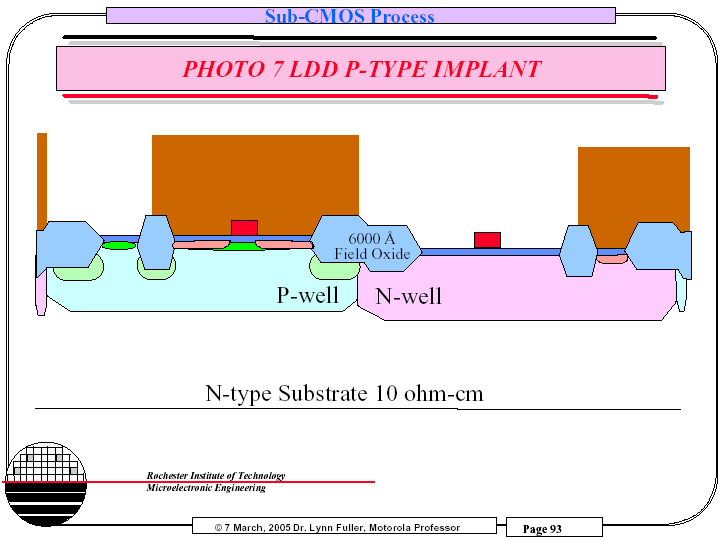 Sub-CMOS Process
PHOTO 7 LDD P-TYPE IMPLANT
6000 Å
Field Oxide
P-well
N-well
N-type Substrate 10 ohm-cm
Rochester Institute of Technology
Microelectronic Engineering
© 7 March, 2005 Dr. Lynn Fuller, Motorola Professor
Page 93